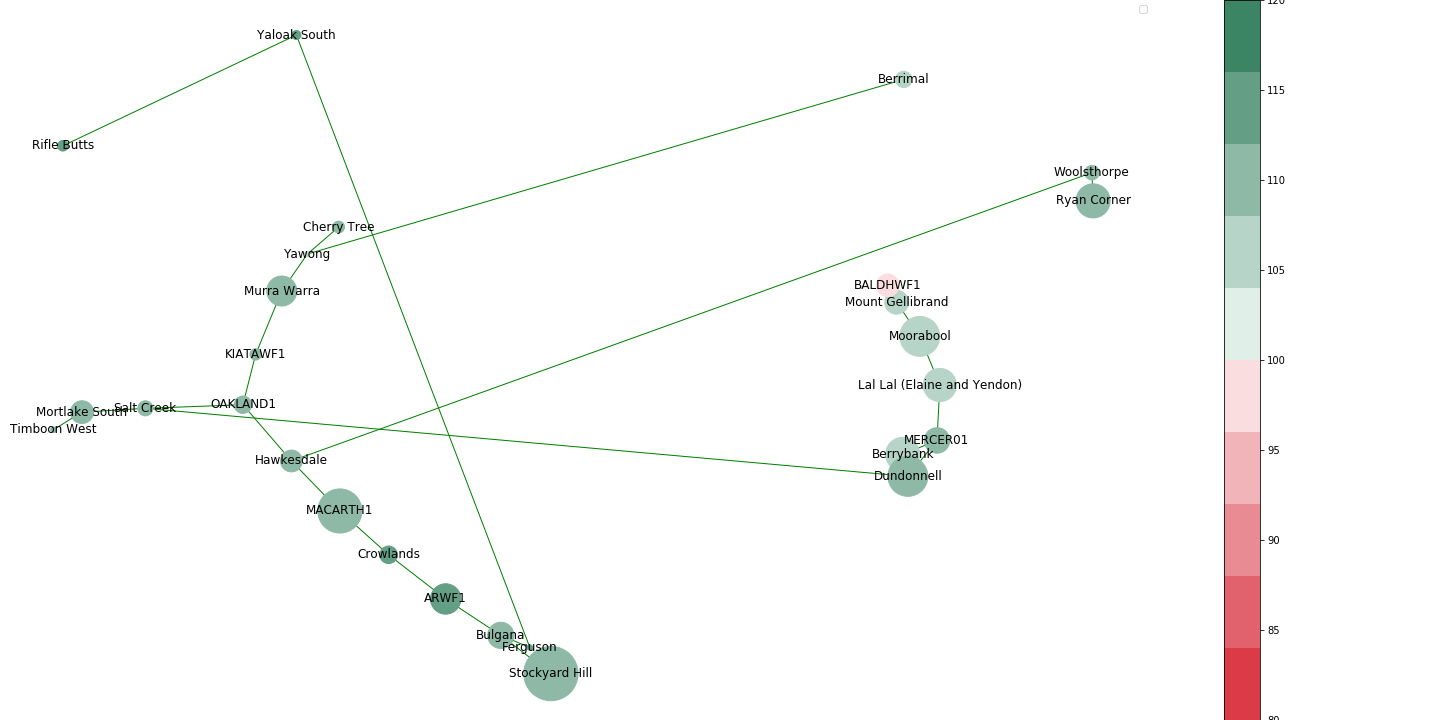 120
Yaloak South
Berrimal
115
Rifle Butts
Woolsthorpe
110
Ryan Corner
Cherry Tree
Yawong
105
BALDHWF1
Murra Warra
Mount Gellibrand
Moorabool
KIATAWF1
100
Lal Lal (Elaine and Yendon)
OAKLAND1
Salt Creek
Mortlake South
Timboon West
MERCER01
95
Berrybank
Hawkesdale
Dundonnell
MACARTH1
90
Crowlands
ARWF1
85
Bulgana
Ferguson
Stockyard Hill
80